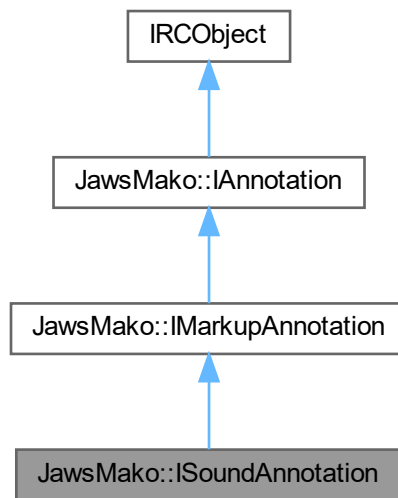 IRCObject
JawsMako::IAnnotation
JawsMako::IMarkupAnnotation
JawsMako::ISoundAnnotation